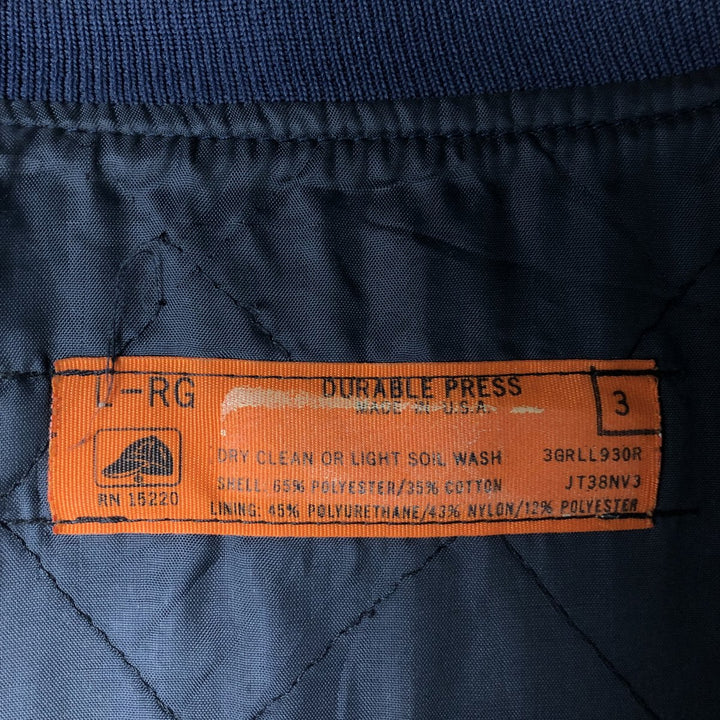 L-RG
DURABLE PRESS
MADE IN U.S.A.
3
DRY CLEAN OR LIGHT SOIL WASH
3GRLL930R
RN 15220
SHELL: 65% POLYESTER/35% COTTON
JT38NV3
LINING: 45% POLYURETHANE/43% NYLON/12% POLYESTER